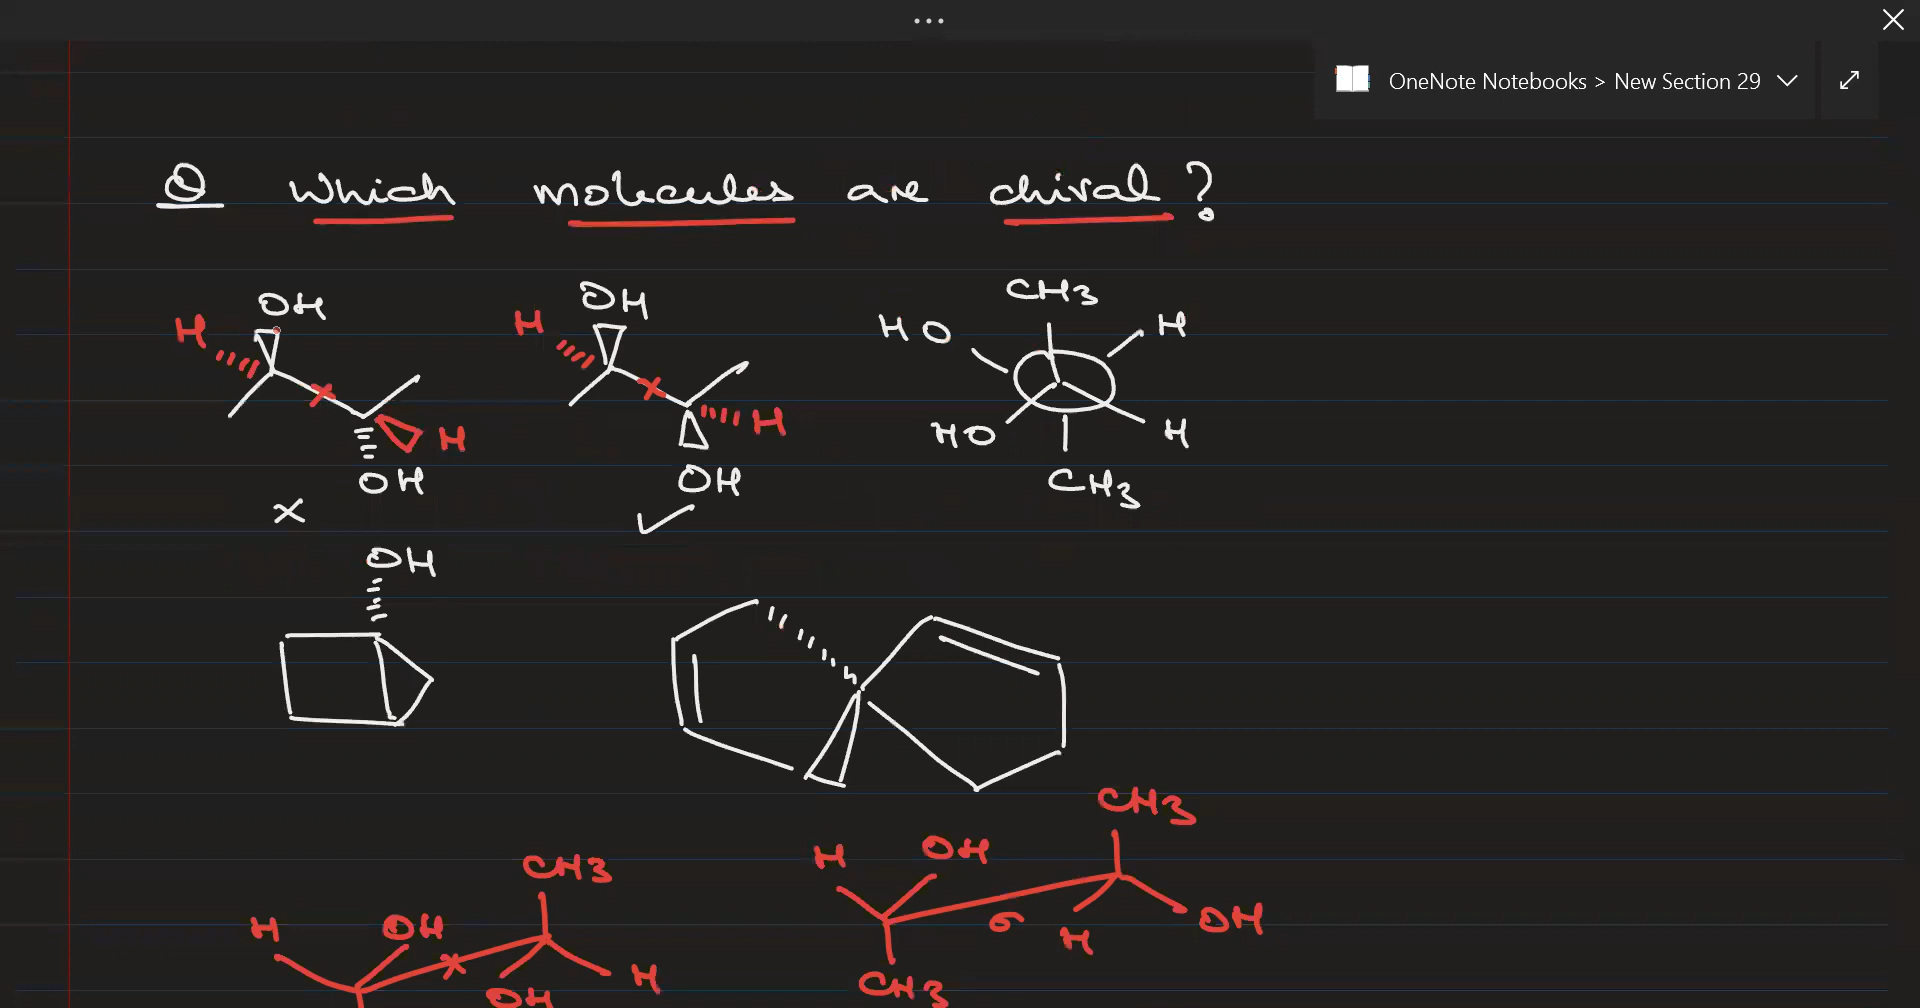 OneNote Notebooks > New Section 29
Q Which molecules are chiral?
OH OH CH3
H H HO H
H H
OH OH HO H
CH3
OH
CH3
H OH
CH3
H OH
H OH
σ H
H
OH CH3